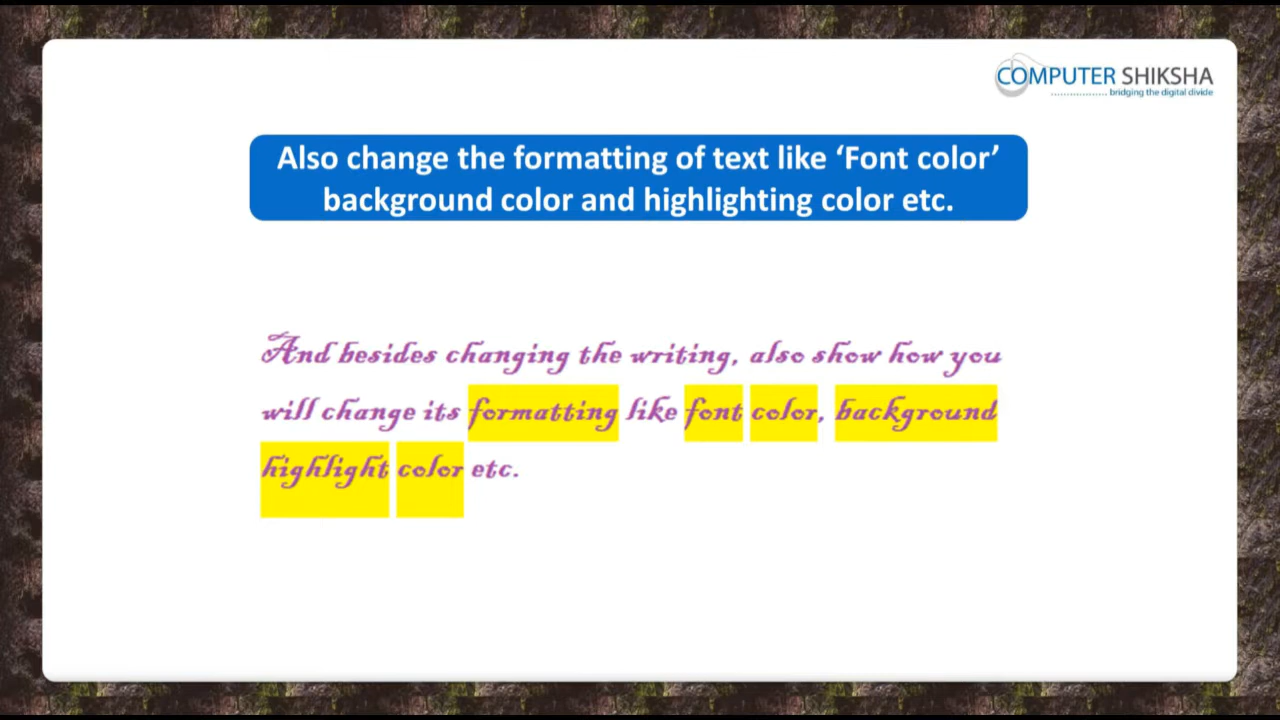 COMPUTER SHIKSHA
bridging the digital divide
Also change the formatting of text like ‘Font color’
background color and highlighting color etc.
And besides changing the writing, also show how you
will change its formatting like font color, background
highlight color etc.